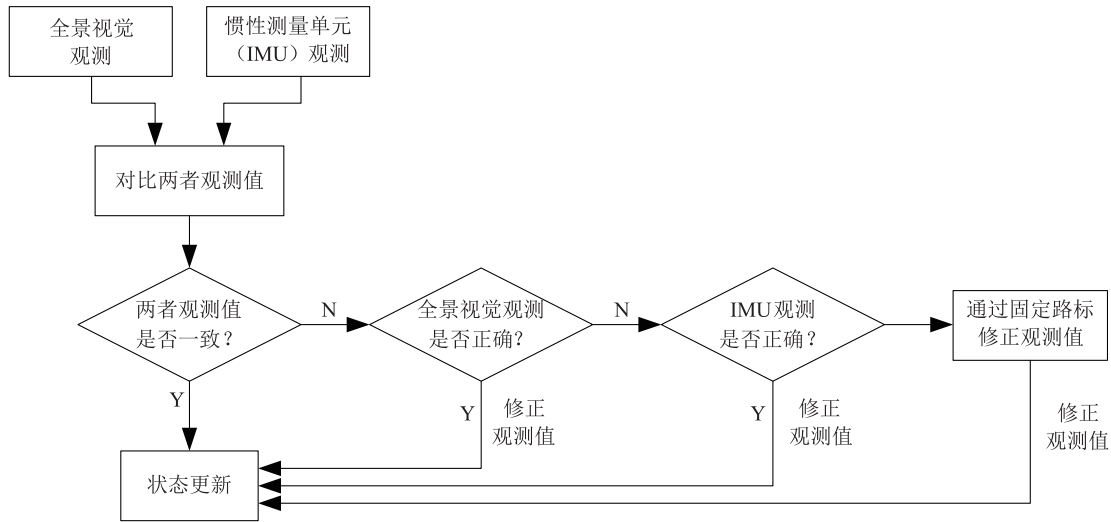 全景视觉
观测
惯性测量单元
（IMU）观测
对比两者观测值
两者观测值
是否一致？
N
全景视觉观测
是否正确？
N
IMU观测
是否正确？
通过固定路标
修正观测值
Y
Y
修正
观测值
Y
修正
观测值
修正
观测值
状态更新